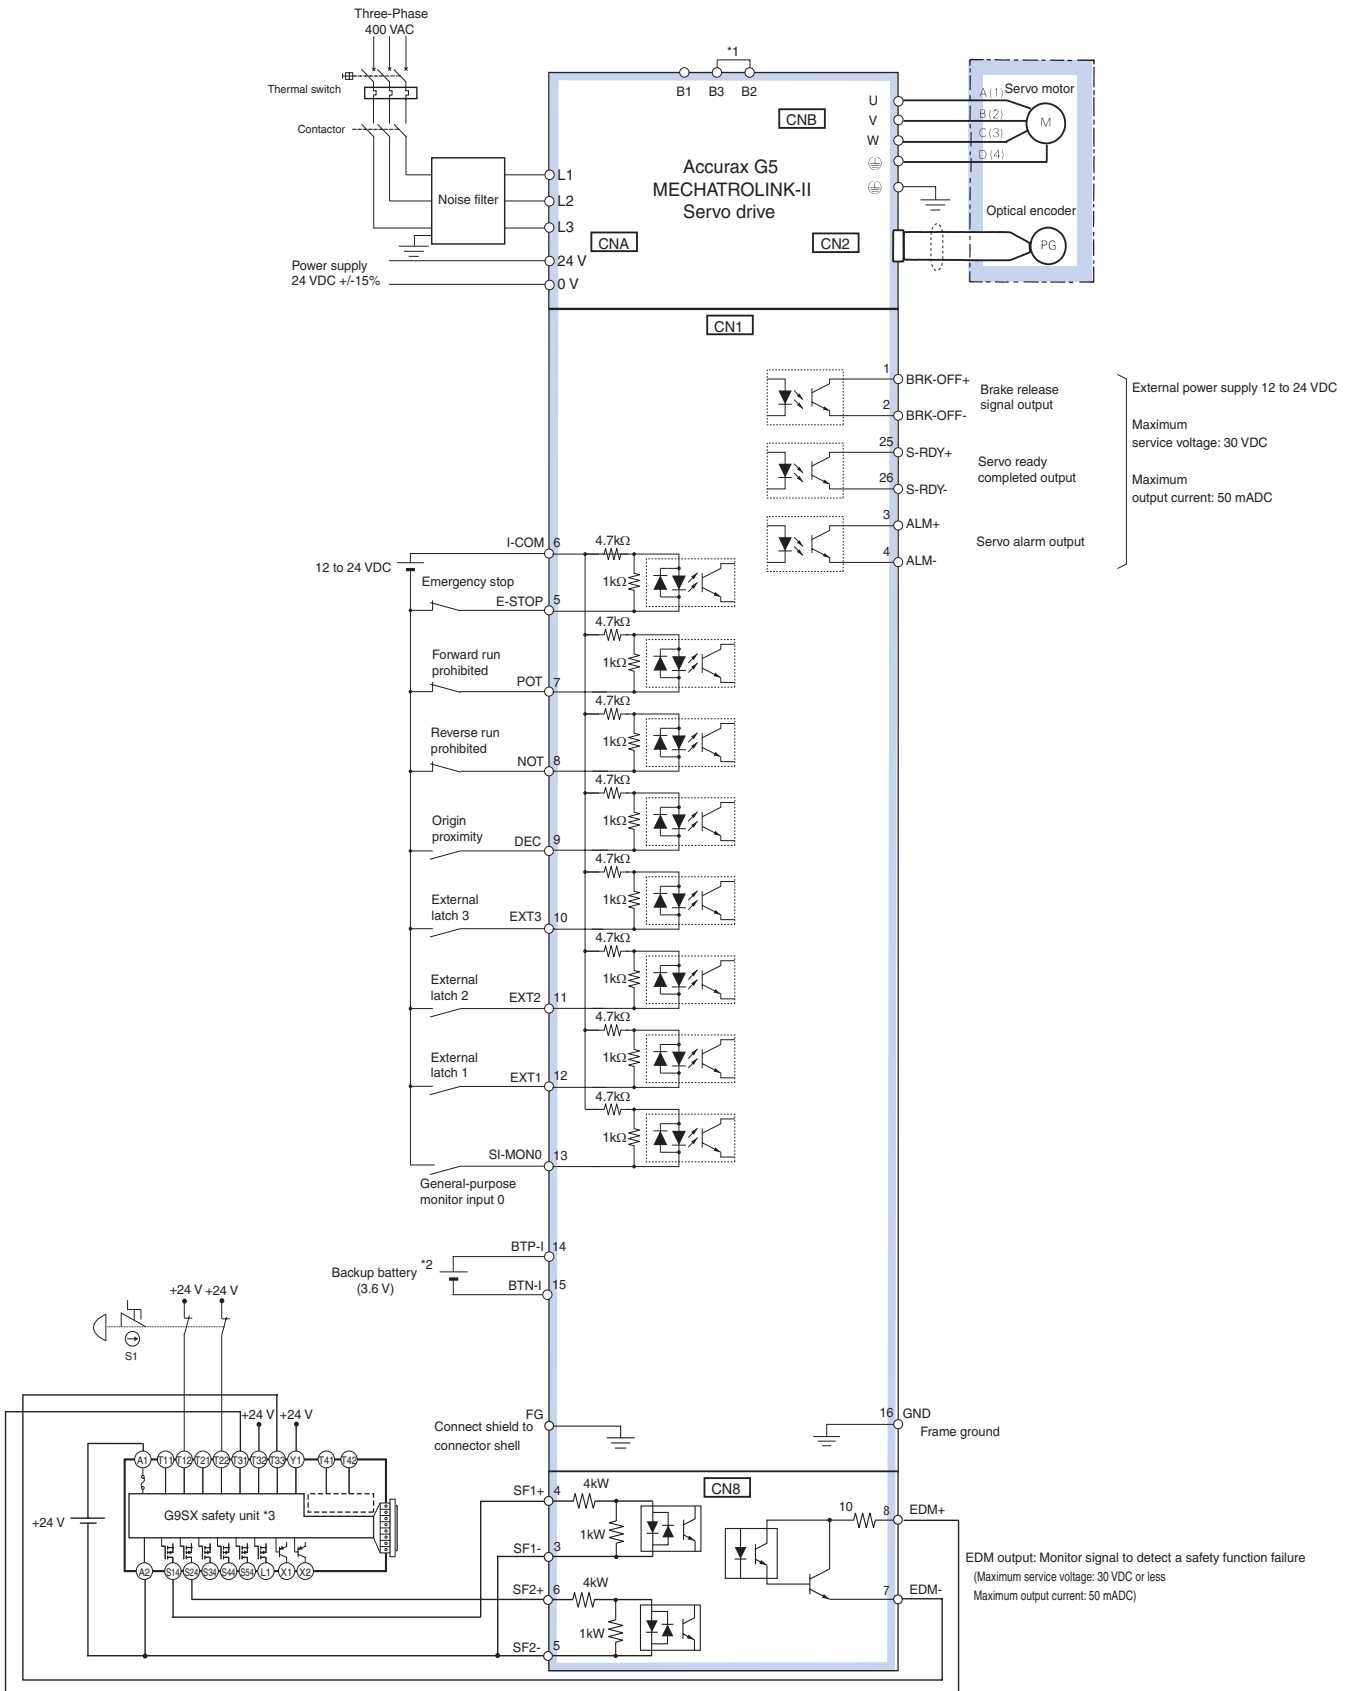 Three-Phase
400 VAC
Thermal switch
Contactor
Noise filter
L1
L2
L3
Power supply
24 VDC +/-15%
24 V
0 V
*1
B1 B3 B2
CNB
Accurax G5
MECHATROLINK-II
Servo drive
CNA
CN2
U
V
W
A (1)
B (2)
C (3)
D (4)
Servo motor
M
Optical encoder
PG
CN1
1 BRK-OFF+
2 BRK-OFF-
Brake release
signal output
25 S-RDY+
26 S-RDY-
Servo ready
completed output
3 ALM+
4 ALM-
Servo alarm output
External power supply 12 to 24 VDC
Maximum
service voltage: 30 VDC
Maximum
output current: 50 mADC
12 to 24 VDC
I-COM 6
4.7kΩ
1kΩ
Emergency stop
E-STOP 5
4.7kΩ
1kΩ
Forward run
prohibited
POT 7
4.7kΩ
1kΩ
Reverse run
prohibited
NOT 8
4.7kΩ
1kΩ
Origin
proximity
DEC 9
4.7kΩ
1kΩ
External
latch 3
EXT3 10
4.7kΩ
1kΩ
External
latch 2
EXT2 11
4.7kΩ
1kΩ
External
latch 1
EXT1 12
4.7kΩ
1kΩ
SI-MON0 13
General-purpose
monitor input 0
BTP-I 14
Backup battery *2
(3.6 V)
BTN-I 15
+24 V +24 V
S1
FG
Connect shield to
connector shell
16 GND
Frame ground
+24 V +24 V
A1 T11 T12 T21 T22 T31 T32 T33 Y1 T41 T42
G9SX safety unit *3
+24 V
A2 S14 S24 S34 S44 S54 L1 X1 X2
CN8
SF1+ 4
4kW
1kW
SF1- 3
SF2+ 6
4kW
1kW
SF2- 5
10
8 EDM+
7 EDM-
EDM output: Monitor signal to detect a safety function failure
(Maximum service voltage: 30 VDC or less
Maximum output current: 50 mADC)